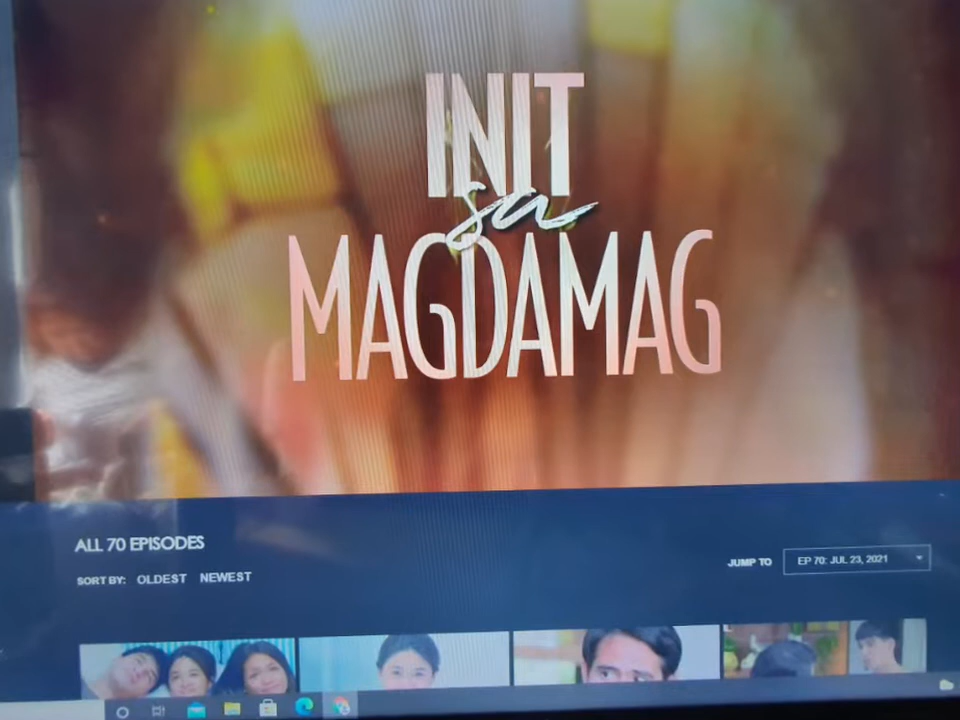 INIT
sa
MAGDAMAG
ALL 70 EPISODES
SORT BY: OLDEST NEWEST
JUMP TO EP 70: JUL 23, 2021